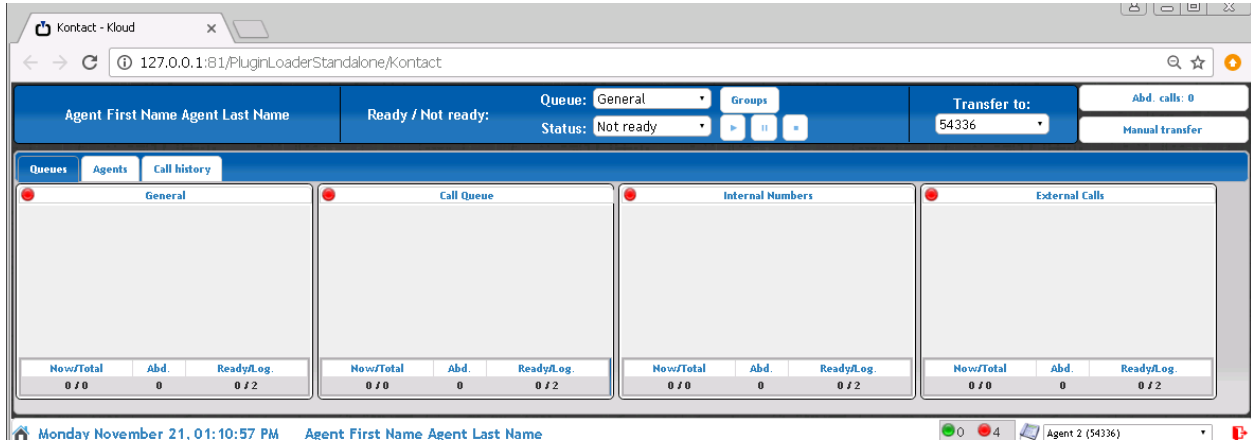 Kontact - Kloud
127.0.0.1:81/PluginLoaderStandalone/Kontact
Agent First Name Agent Last Name
Ready / Not ready:
Queue: General
Groups
Status: Not ready
Transfer to:
54336
Abd. calls: 0
Manual transfer
Queues Agents Call history
General
Now/Total Abd. Ready/Log.
0 / 0 0 0 / 2
Call Queue
Now/Total Abd. Ready/Log.
0 / 0 0 0 / 2
Internal Numbers
Now/Total Abd. Ready/Log.
0 / 0 0 0 / 2
External Calls
Now/Total Abd. Ready/Log.
0 / 0 0 0 / 2
Monday November 21, 01:10:57 PM Agent First Name Agent Last Name 0 4 Agent 2 (54336)